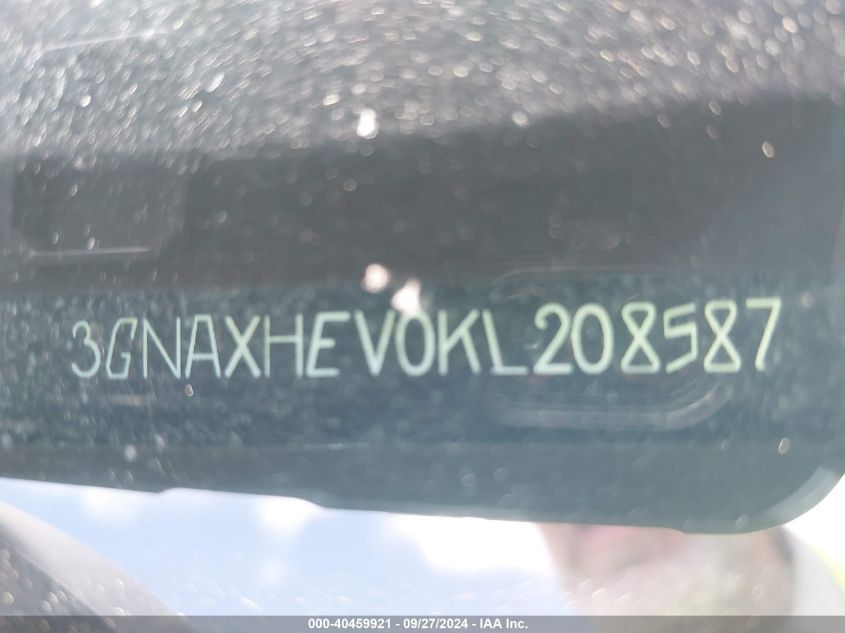 3GNAXHEV0KL208587
000-40459921 - 09/27/2024 - IAA Inc.